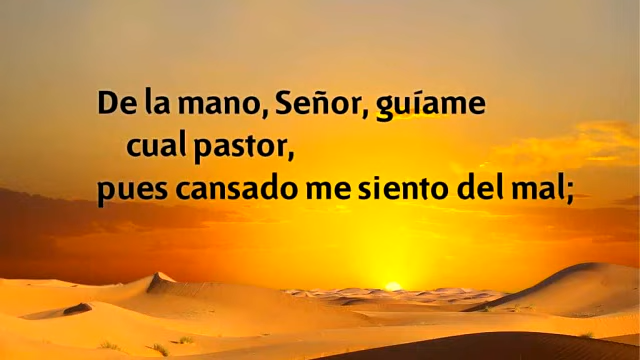 De la mano, Señor, guíame
cual pastor,
pues cansado me siento del mal;